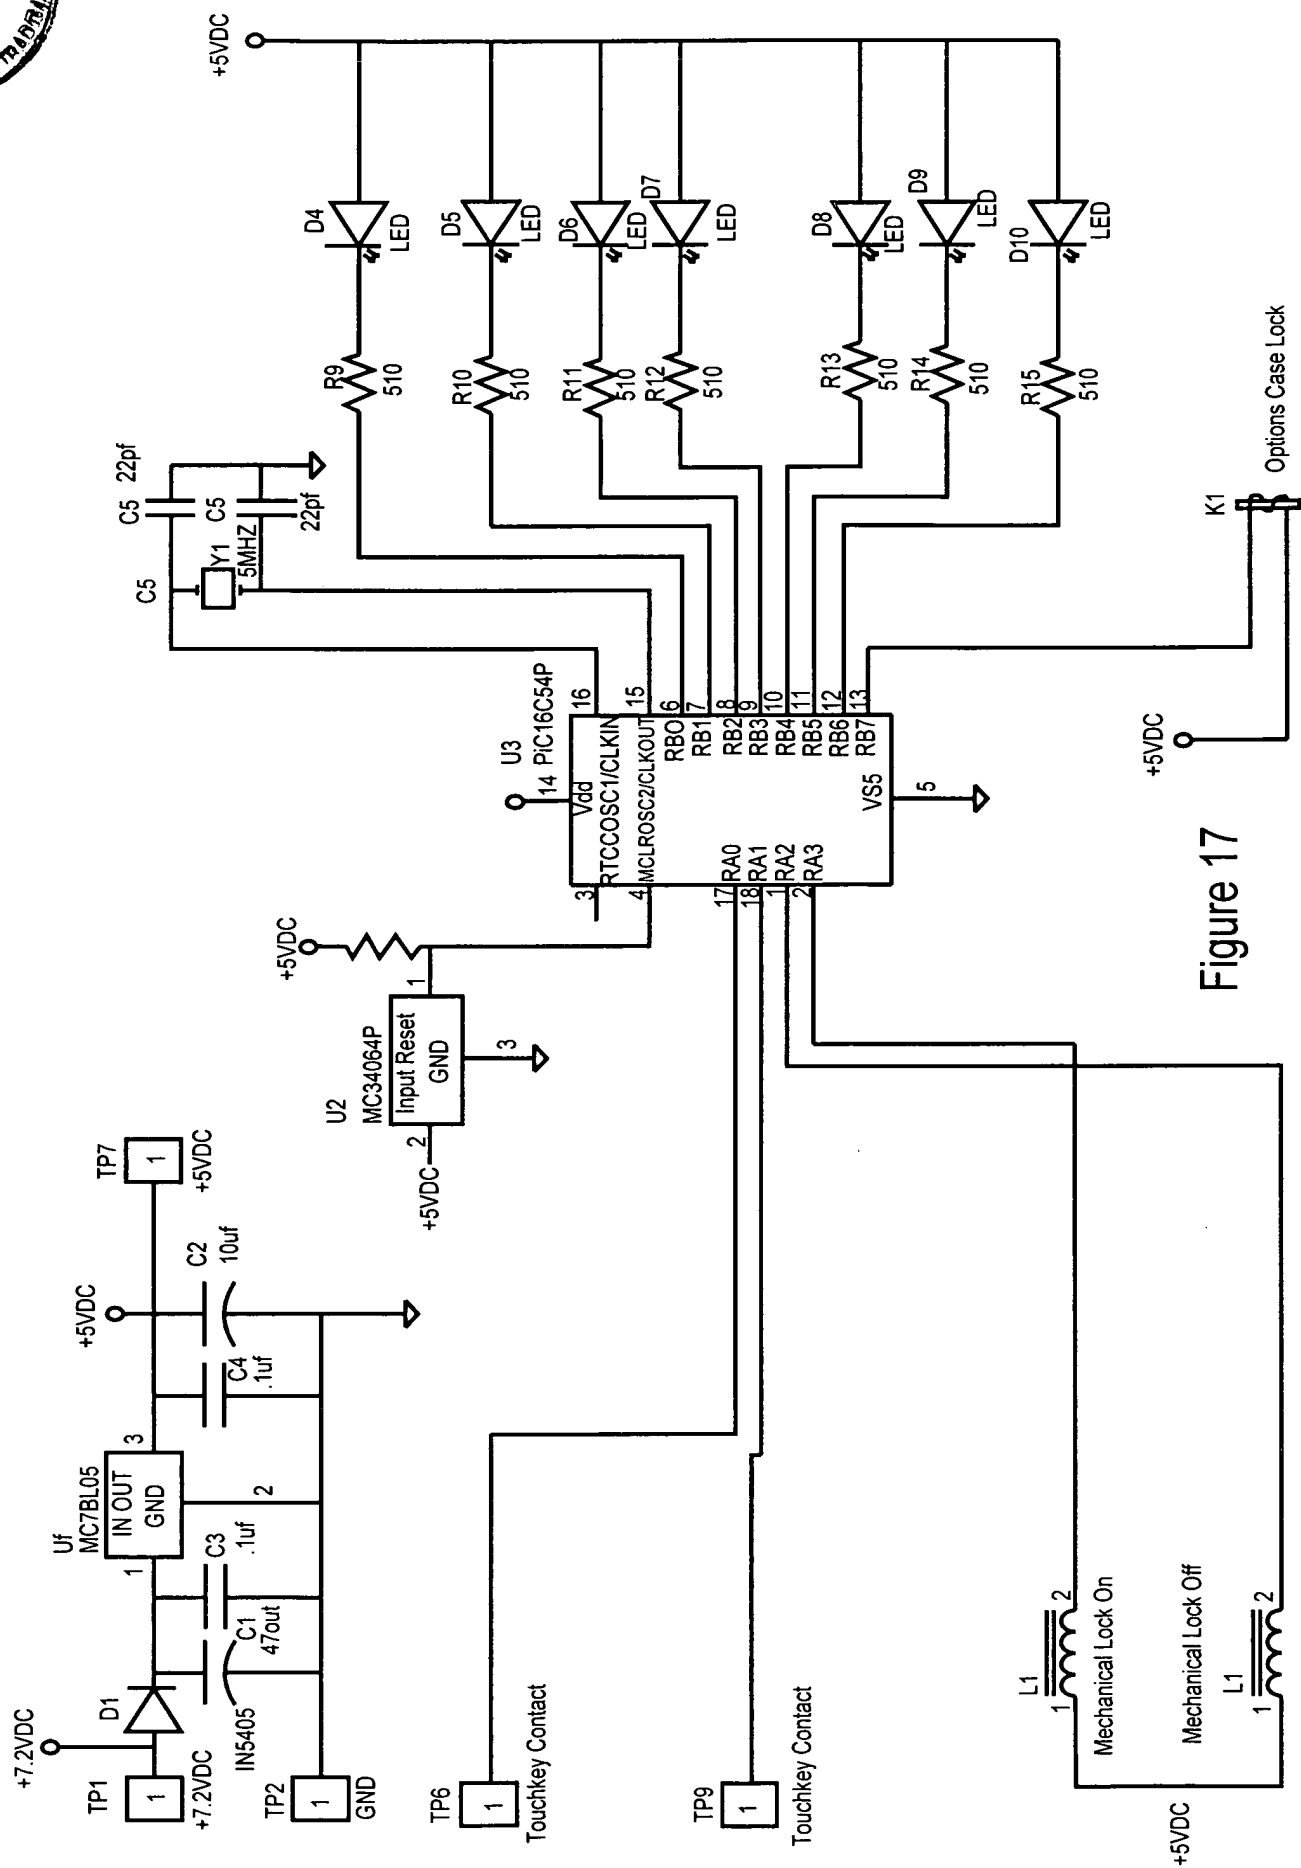 +7.2VDC
TP1
1
+7.2VDC
D1
IN5405
TP2
1
GND
C1
47out
C3
.1uf
Uf
MC7BL05
IN OUT
GND
1
2
3
C4
.1uf
C2
10uf
+5VDC
TP7
1
+5VDC
U2
MC34064P
Input Reset
GND
+5VDC
2
1
3
+5VDC
TP6
1
Touchkey Contact
TP9
1
Touchkey Contact
L1
1
2
Mechanical Lock On
Mechanical Lock Off
L1
1
2
+5VDC
U3
PiC16C54P
14
Vdd
3
RTCCOSC1/CLKIN
16
4
MCLROSC2/CLKOUT
15
RBO
6
RB1
7
17
RA0
RB2
8
18
RA1
RB3
9
1
RA2
RB4
10
2
RA3
RB5
11
RB6
12
RB7
13
VS5
5
C5
Y1
5MHZ
C5
22pf
C5
22pf
+5VDC
R9
510
D4
LED
R10
510
D5
LED
R11
510
D6
LED
R12
510
D7
LED
R13
510
D8
LED
R14
510
D9
LED
R15
510
D10
LED
+5VDC
K1
Options Case Lock
Figure 17